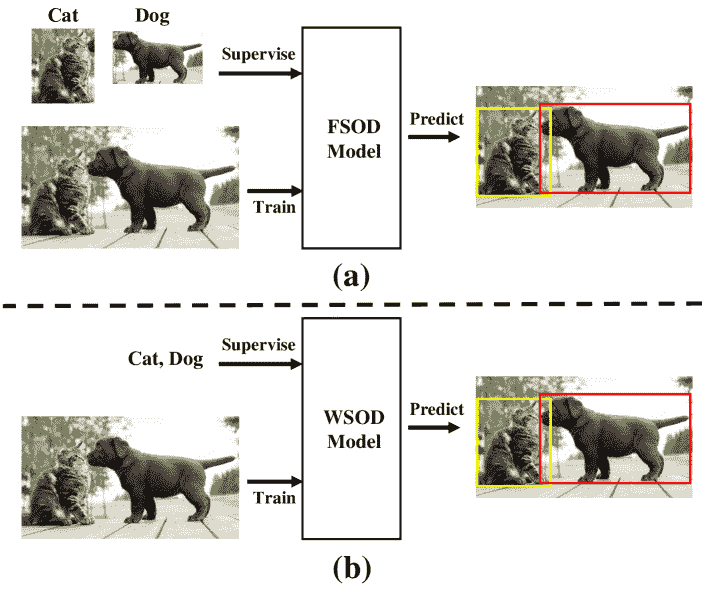 Cat Dog
Supervise
FSOD
Model
Predict
Train
(a)
Supervise
Cat, Dog
WSOD
Model
Predict
Train
(b)